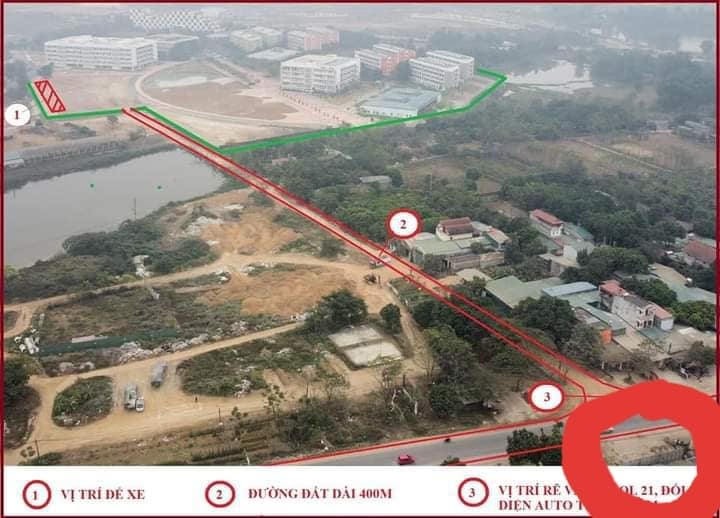 1
2
3
1 VỊ TRÍ ĐỂ XE
2 ĐƯỜNG ĐẤT DÀI 400M
3 VỊ TRÍ RẼ QL 21, ĐỐI
DIỆN AUTO